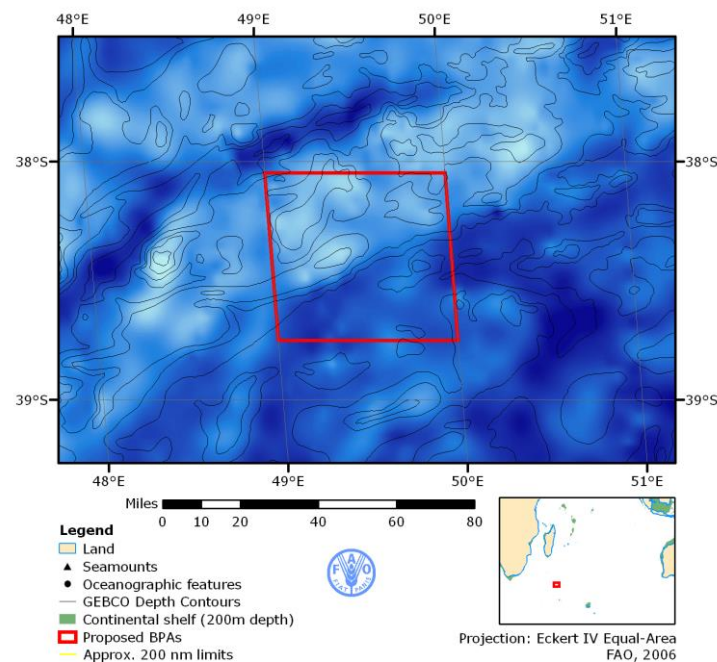 48°E 49°E 50°E 51°E
38°S 38°S
39°S 39°S
48°E 49°E 50°E 51°E
Miles
0 10 20 40 60 80
Legend
Land
Seamounts
Oceanographic features
GEBCO Depth Contours
Continental shelf (200m depth)
Proposed BPAs
Approx. 200 nm limits
F A O
FIAT PANIS
Projection: Eckert IV Equal-Area
FAO, 2006